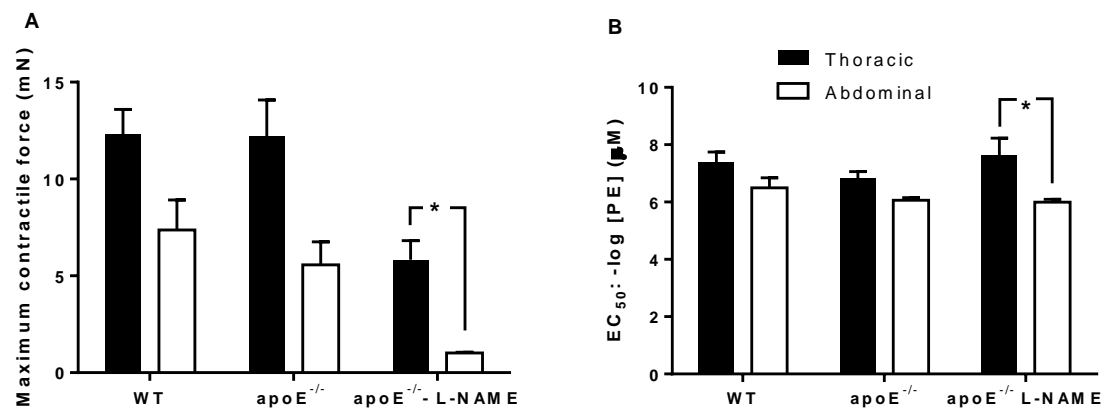 A
Maximum contractile force (mN)
15
10
5
0
*
WT
apoE-/-
apoE-/-- L-NAME
B
Thoracic
Abdominal
EC50: -log [PE] (μM)
10
8
6
4
2
0
*
WT
apoE-/-
apoE-/- L-NAME